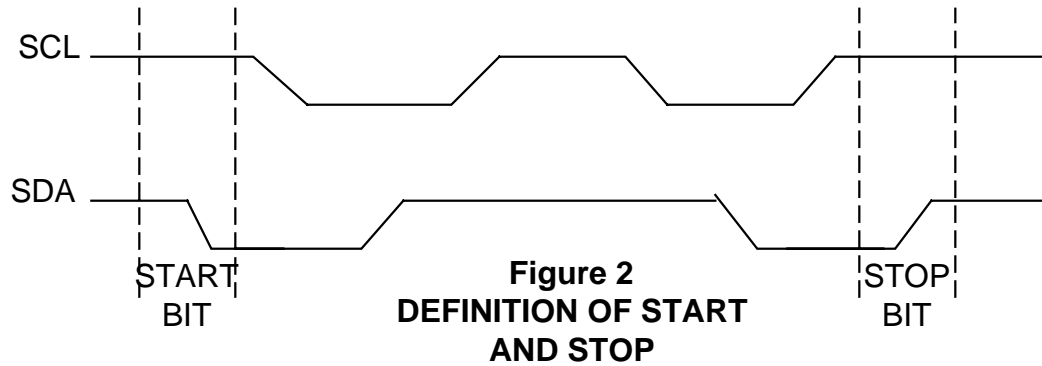 SCL
SDA
START
BIT
Figure 2
DEFINITION OF START
AND STOP
STOP
BIT